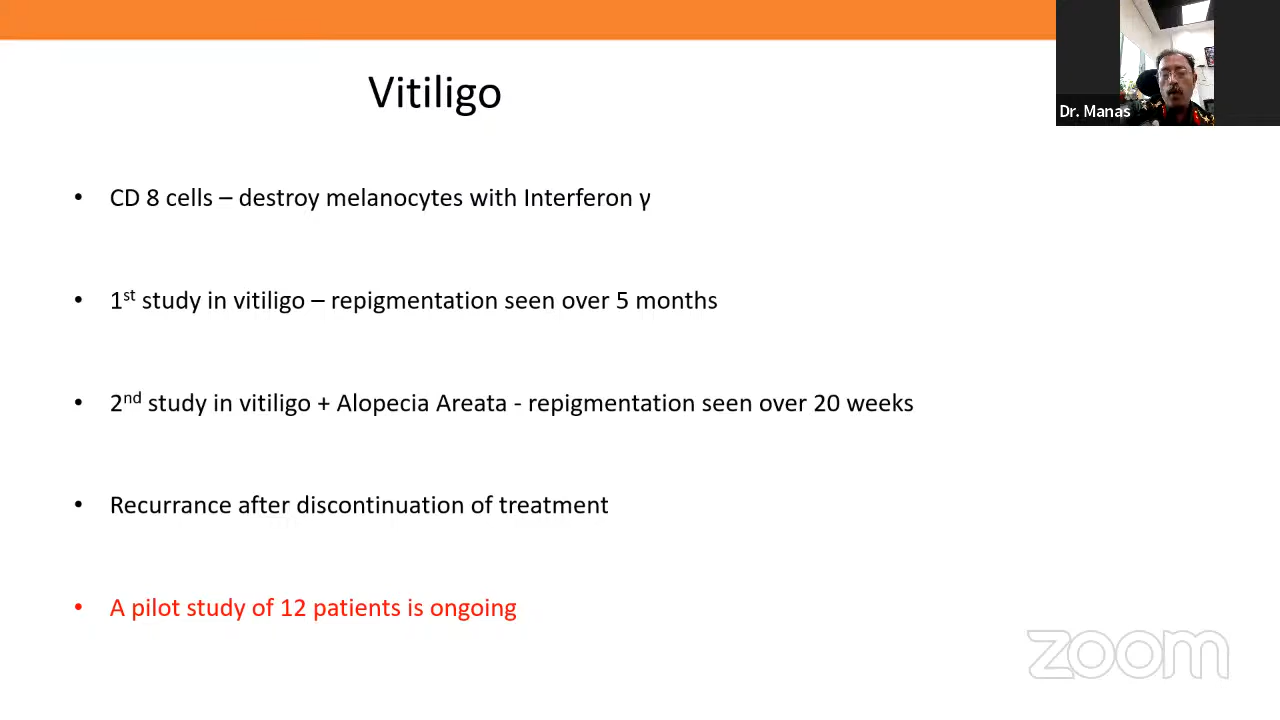 Vitiligo
Dr. Manas
• CD 8 cells – destroy melanocytes with Interferon γ
• 1st study in vitiligo – repigmentation seen over 5 months
• 2nd study in vitiligo + Alopecia Areata - repigmentation seen over 20 weeks
• Recurrance after discontinuation of treatment
• A pilot study of 12 patients is ongoing
zoom